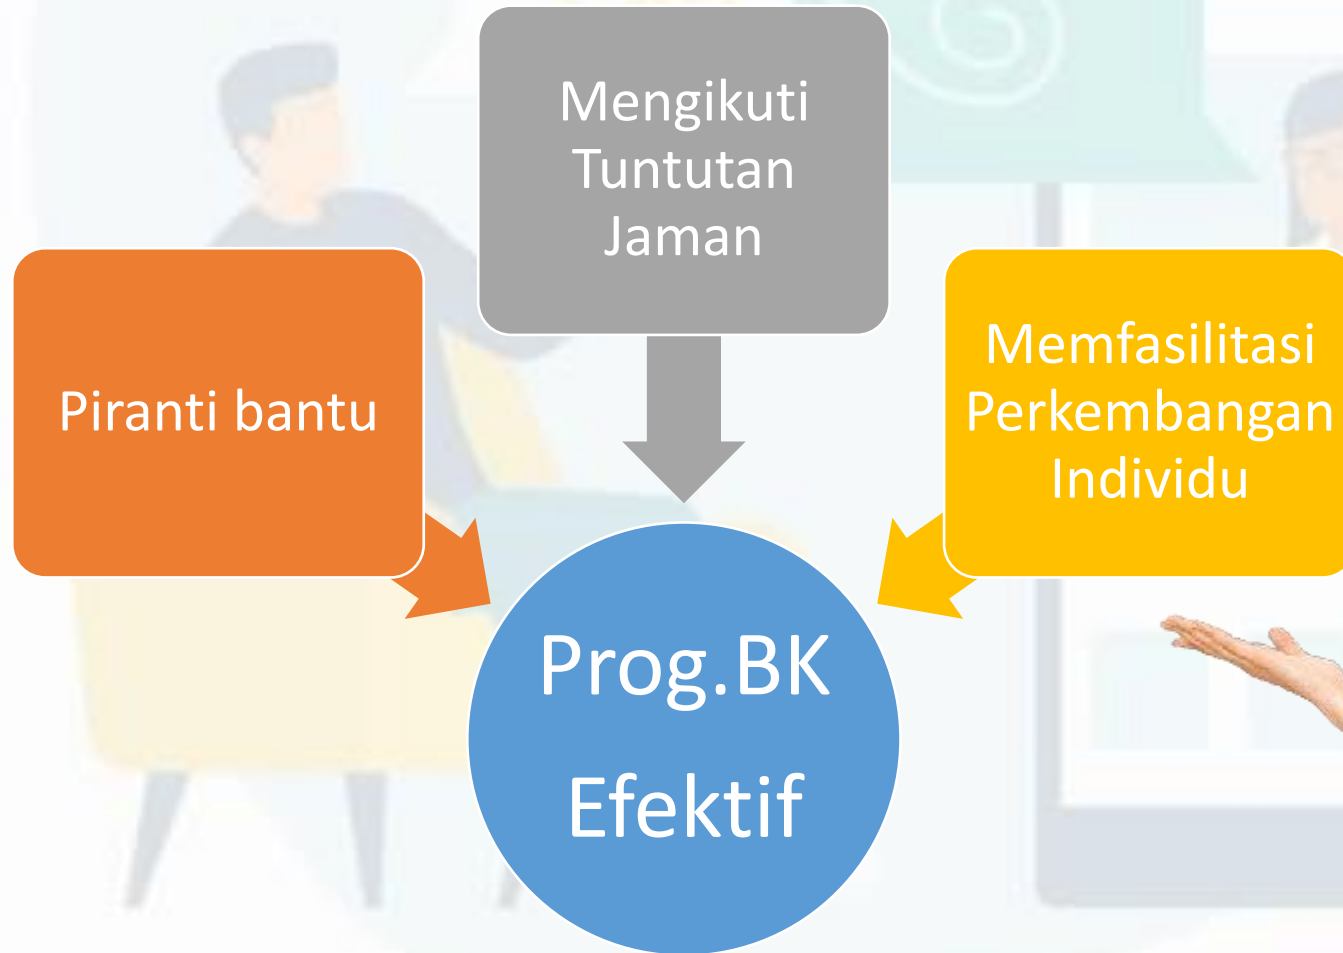 Mengikuti
Tuntutan
Jaman
Piranti bantu
Memfasilitasi
Perkembangan
Individu
Prog.BK
Efektif